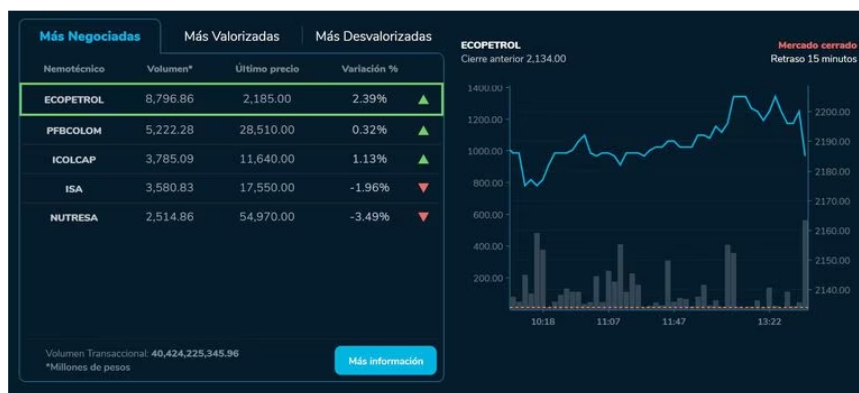 Más Negociadas Más Valorizadas Más Desvalorizadas
Nemotécnico Volumen* Último precio Variación %
ECOPETROL 8,796.86 2,185.00 2.39% ▲
PFBCOLOM 5,222.28 28,510.00 0.32% ▲
ICOLCAP 3,785.09 11,640.00 1.13% ▲
ISA 3,580.83 17,550.00 -1.96% ▼
NUTRESA 2,514.86 54,970.00 -3.49% ▼
Volumen Transaccional: 40,424,225,345.96
*Millones de pesos
Más información
ECOPETROL Mercado cerrado
Cierre anterior 2,134.00 Retraso 15 minutos
1400.00
1200.00 2200.00
1000.00 2190.00
2180.00
800.00 2170.00
600.00 2160.00
400.00 2150.00
200.00 2140.00
10:18 11:07 11:47 13:22